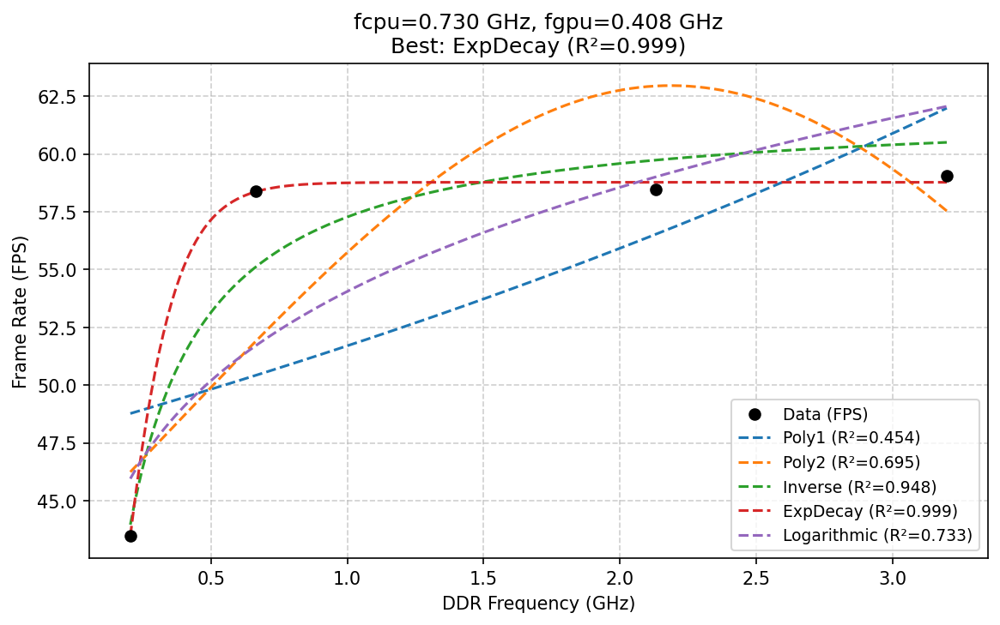 fcpu=0.730 GHz, fgpu=0.408 GHz
Best: ExpDecay (R²=0.999)
Frame Rate (FPS)
62.5
60.0
57.5
55.0
52.5
50.0
47.5
45.0
Data (FPS)
Poly1 (R²=0.454)
Poly2 (R²=0.695)
Inverse (R²=0.948)
ExpDecay (R²=0.999)
Logarithmic (R²=0.733)
0.5 1.0 1.5 2.0 2.5 3.0
DDR Frequency (GHz)